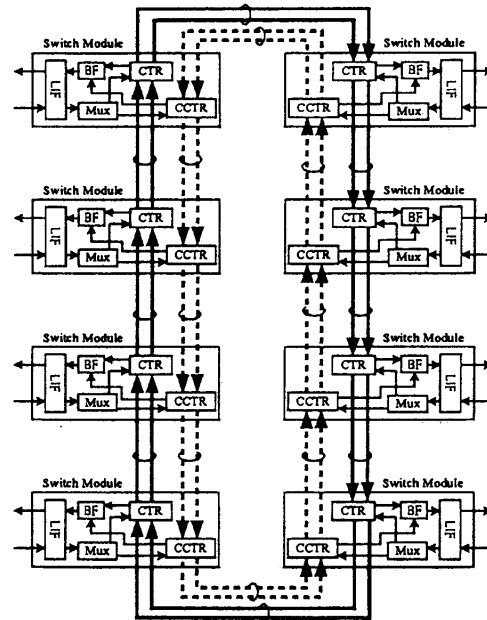 Switch Module
LIF
BF
CTR
Mux
CCTR
Switch Module
CTR
BF
LIF
CCTR
Mux
Switch Module
LIF
BF
CTR
Mux
CCTR
Switch Module
CTR
BF
LIF
CCTR
Mux
Switch Module
LIF
BF
CTR
Mux
CCTR
Switch Module
CTR
BF
LIF
CCTR
Mux
Switch Module
LIF
BF
CTR
Mux
CCTR
Switch Module
CTR
BF
LIF
CCTR
Mux